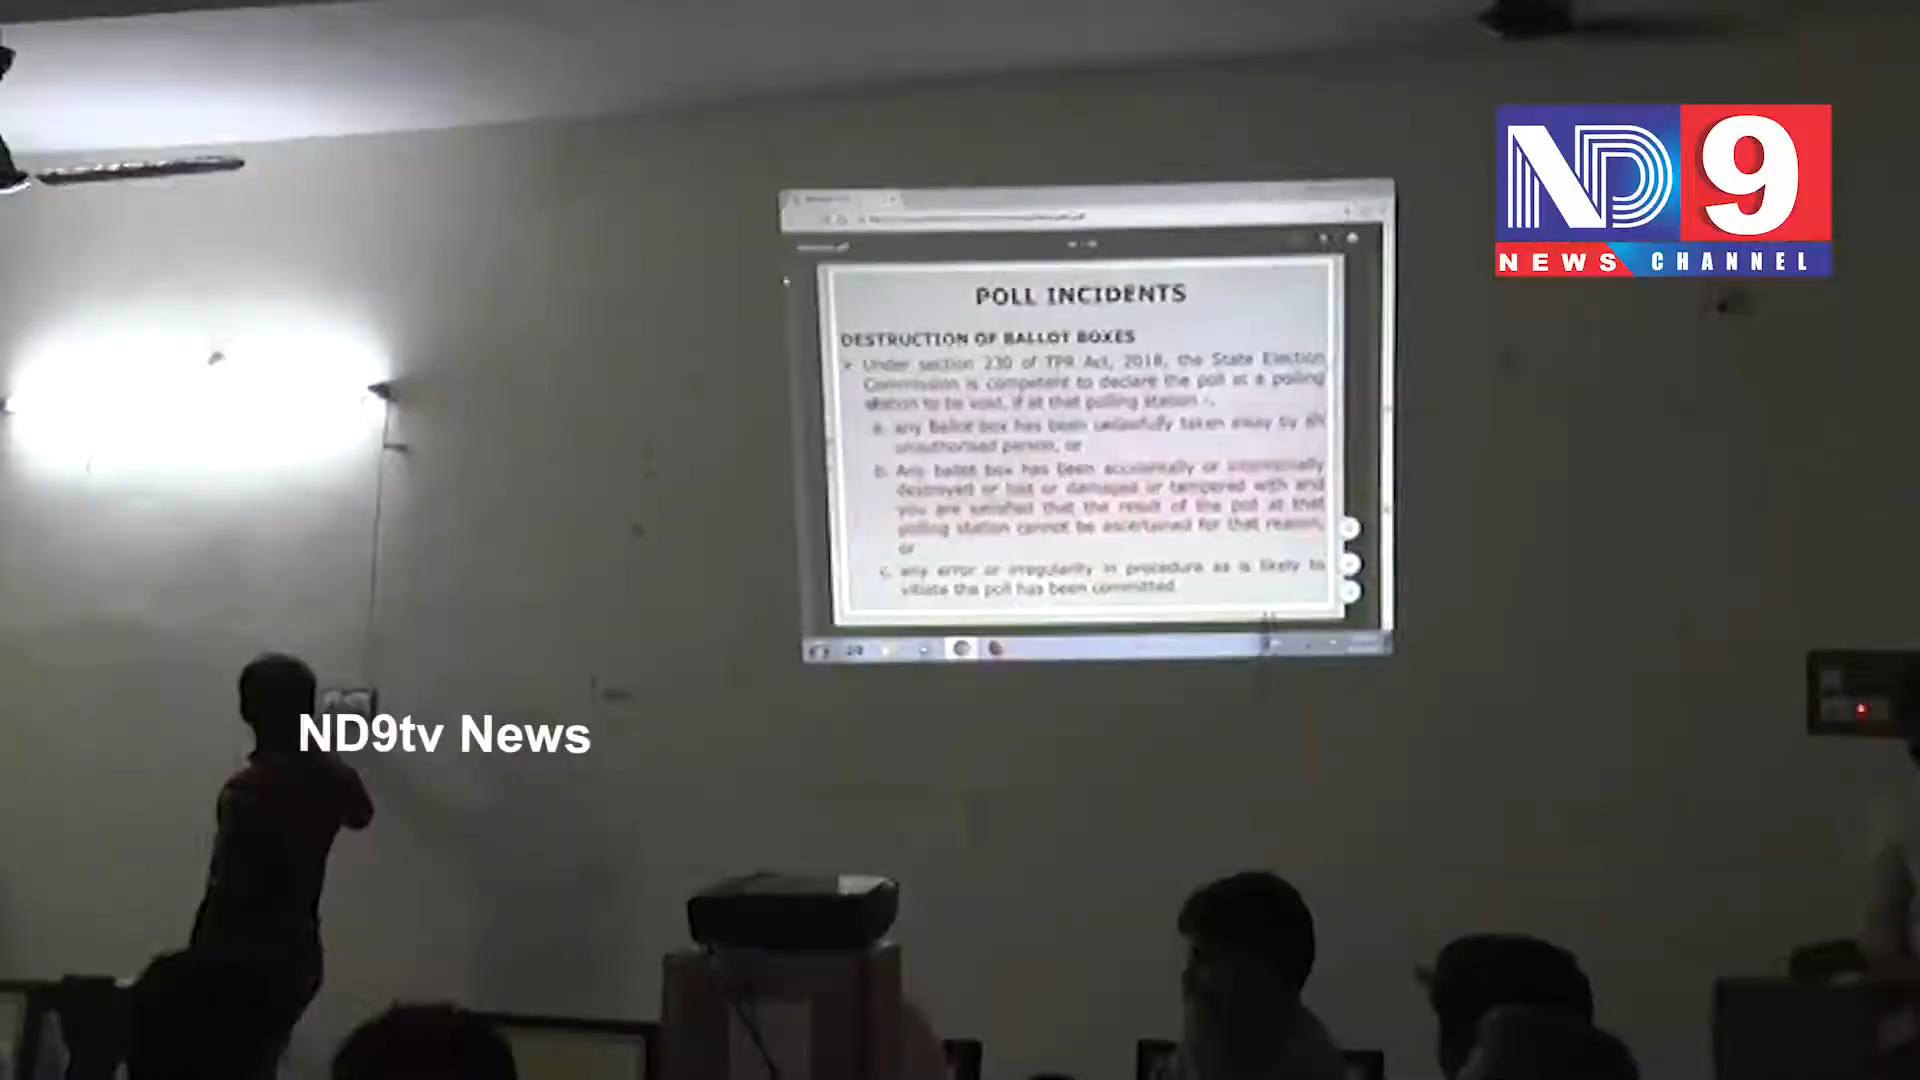 ND9
NEWS CHANNEL
POLL INCIDENTS
DESTRUCTION OF BALLOT BOXES
Under section 230 of TPR Act, 2018, the State Election
Commission is competent to declare the poll at a polling
station to be void, if at that polling station -,
a. any Ballot box has been unlawfully taken away by an
unauthorised person, or
b. Any ballot box has been accidentally or intentionally
destroyed or lost or damaged or tampered with and
you are satisfied that the result of the poll at that
polling station cannot be ascertained for that reason,
or
c. any error or irregularity in procedure as is likely to
vitiate the poll has been committed
ND9tv News